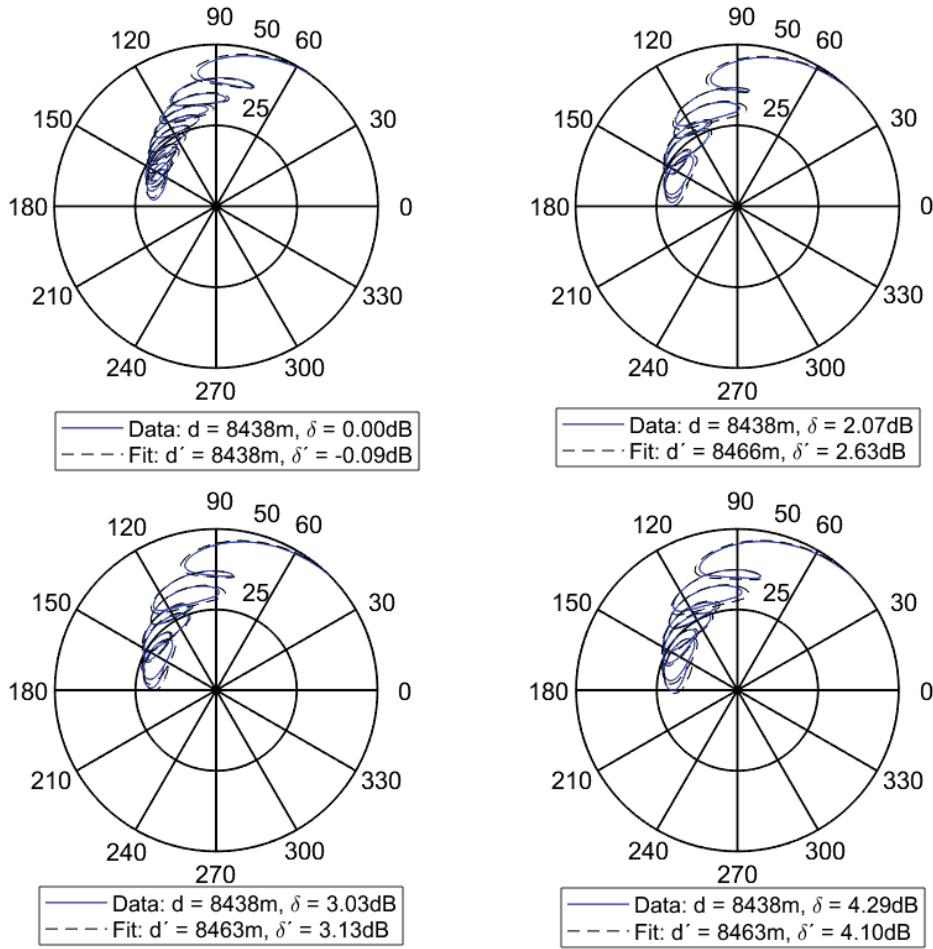 90
120 50 60
150 25 30
180 0
210 330
240 300
270
Data: d = 8438m, δ = 0.00dB
Fit: d´ = 8438m, δ´ = -0.09dB
90
120 50 60
150 25 30
180 0
210 330
240 300
270
Data: d = 8438m, δ = 2.07dB
Fit: d´ = 8466m, δ´ = 2.63dB
90
120 50 60
150 25 30
180 0
210 330
240 300
270
Data: d = 8438m, δ = 3.03dB
Fit: d´ = 8463m, δ´ = 3.13dB
90
120 50 60
150 25 30
180 0
210 330
240 300
270
Data: d = 8438m, δ = 4.29dB
Fit: d´ = 8463m, δ´ = 4.10dB